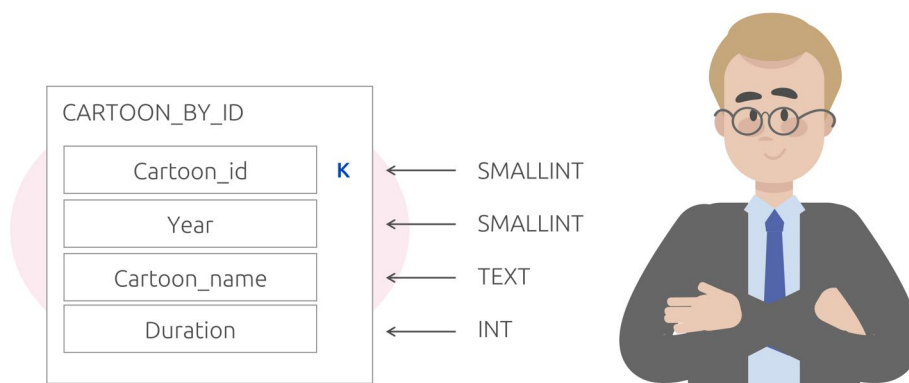 CARTOON_BY_ID
Cartoon_id K SMALLINT
Year SMALLINT
Cartoon_name TEXT
Duration INT